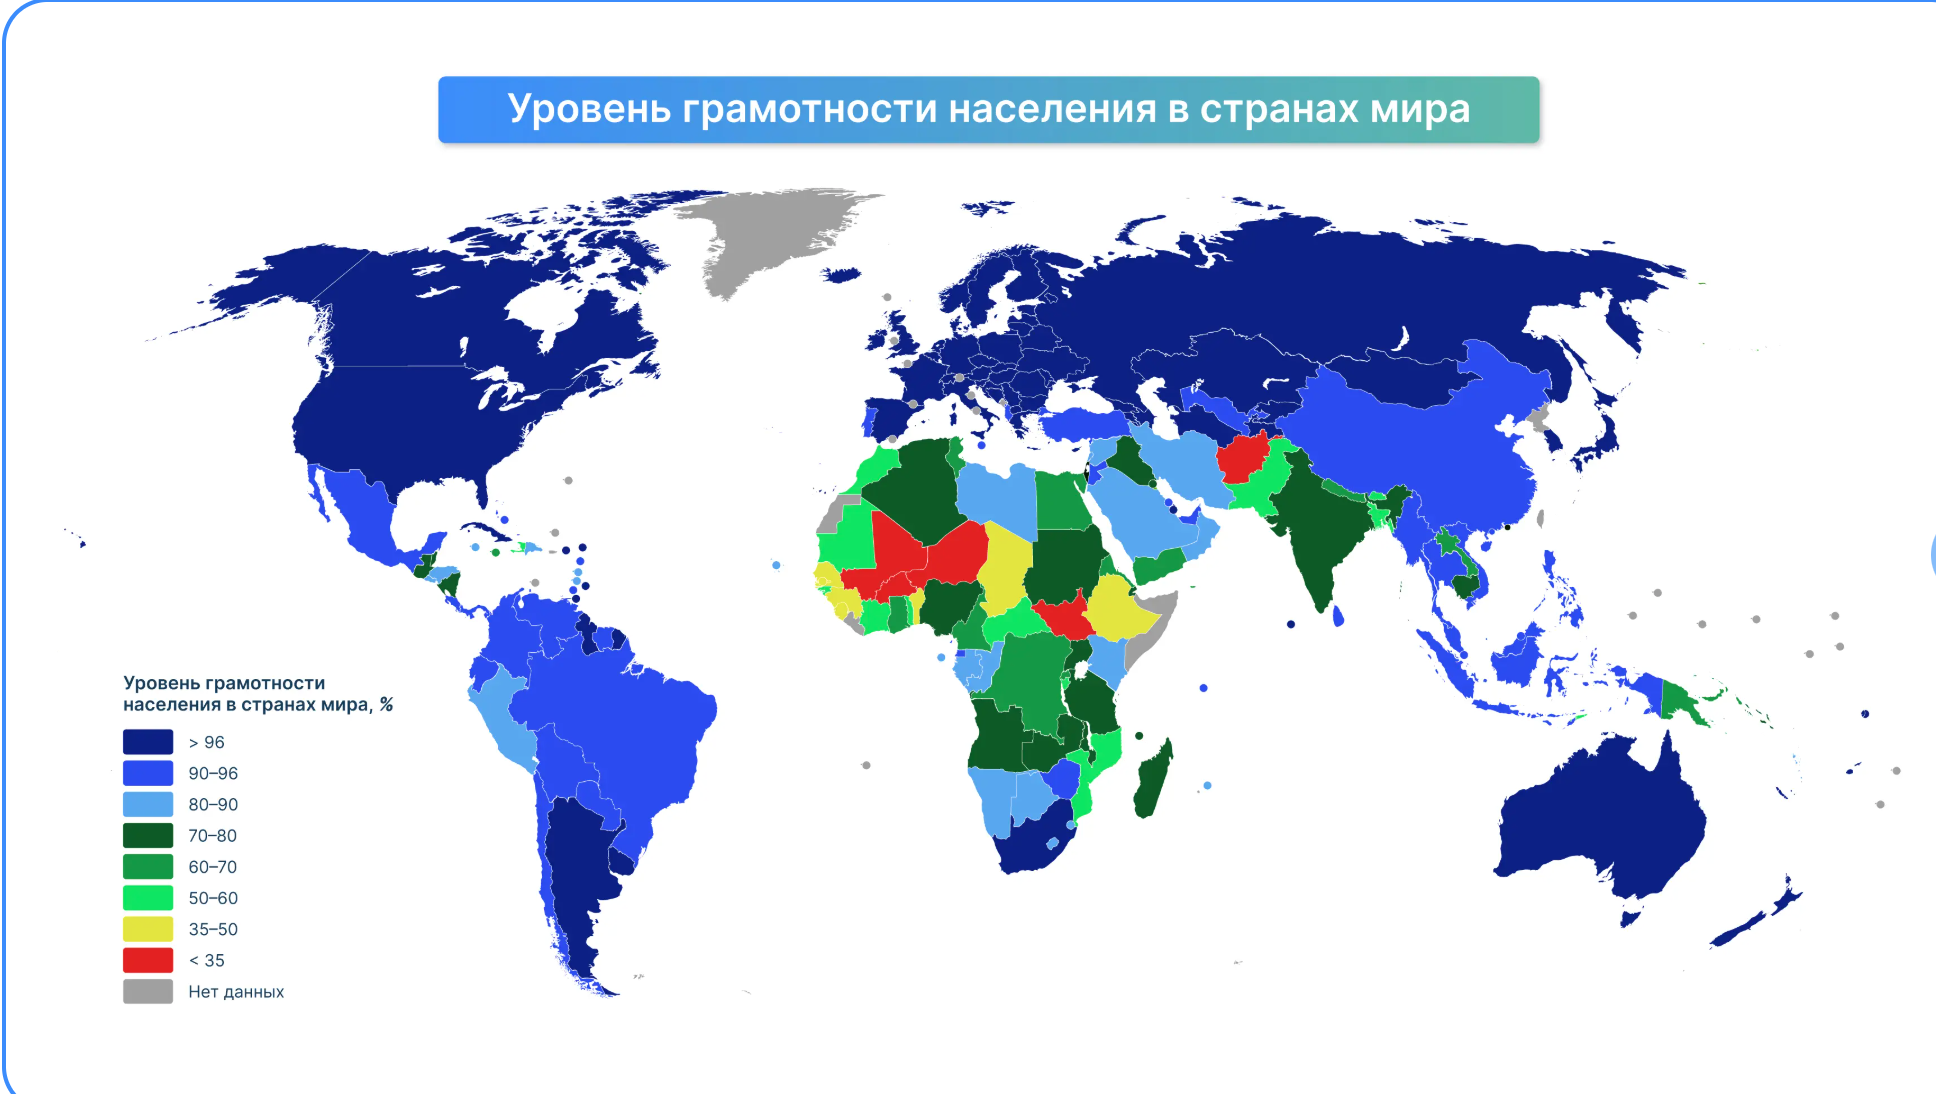 Уровень грамотности населения в странах мира
Уровень грамотности
населения в странах мира, %
> 96
90–96
80–90
70–80
60–70
50–60
35–50
< 35
Нет данных